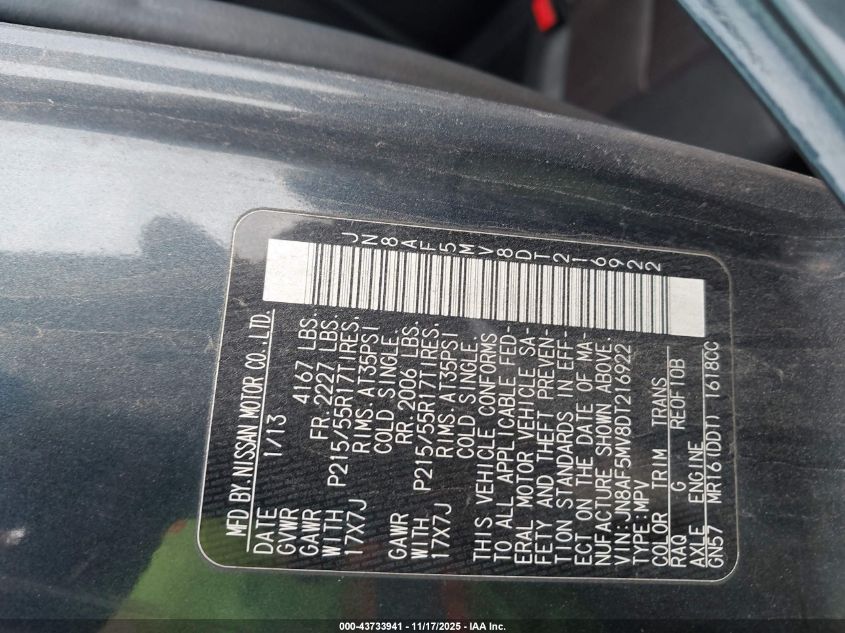 JN8AF5MV8DT216922
MFD BY.NISSAN MOTOR CO.,LTD.
DATE 1/13
GVWR 4167 LBS:
GAWR FR.2227 LBS:
WITH P215/55R17TIRES.
17X7J RIMS.AT35PSI
COLD SINGLE.
GAWR RR.2006 LBS:
WITH P215/55R17TIRES.
17X7J RIMS.AT35PSI
COLD SINGLE.
THIS VEHICLE CONFORMS
TO ALL APPLICABLE FED-
ERAL MOTOR VEHICLE SA-
FETY AND THEFT PREVEN-
TION STANDARDS IN EFF-
ECT ON THE DATE OF MA-
NUFACTURE SHOWN ABOVE.
VIN:JN8AF5MV8DT216922
TYPE:MPV
COLOR TRIM TRANS
RAQ G RE0F10B
AXLE ENGINE
GN57 MR16(DDT) 1618CC
000-43733941 - 11/17/2025 - IAA Inc.